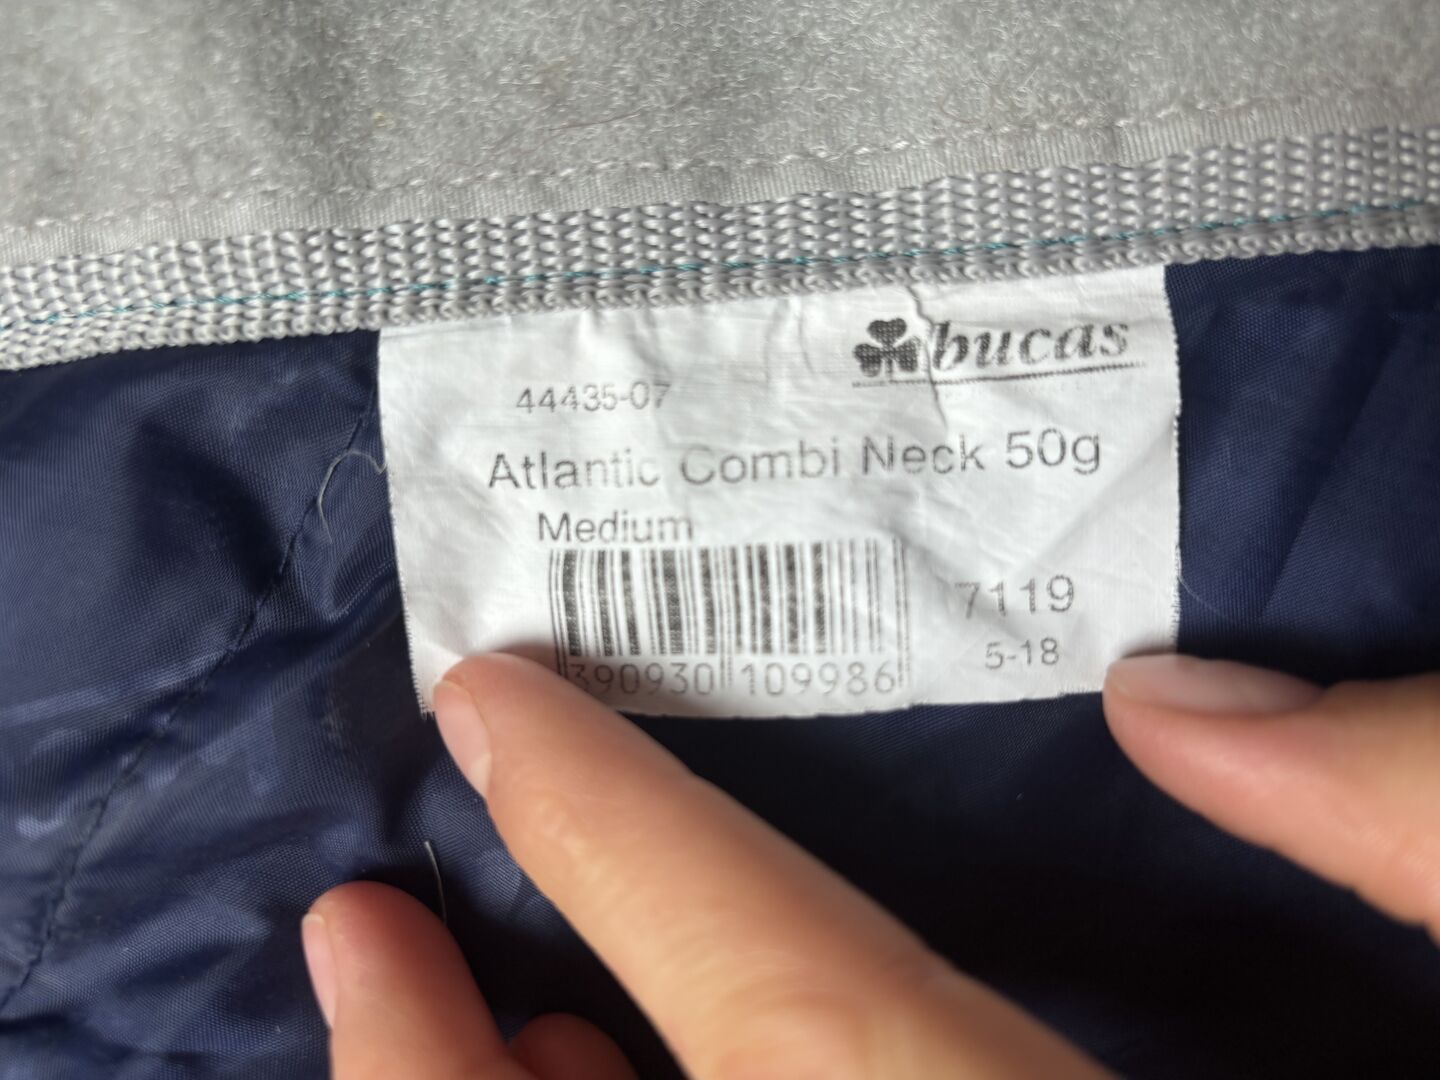 bucas
44435-07
Atlantic Combi Neck 50g
Medium
7119
5-18
390930 109986